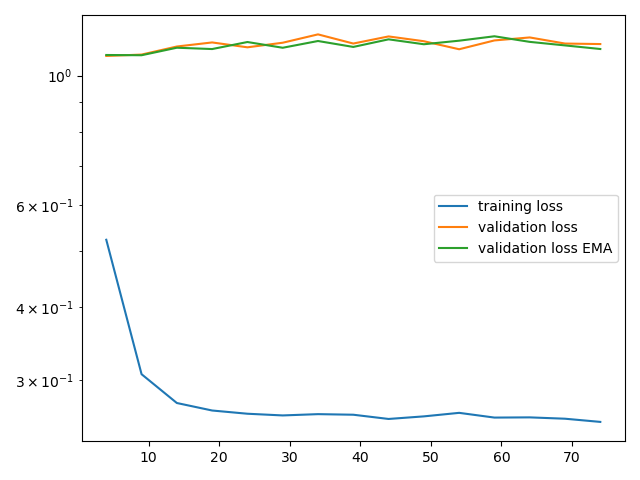 10⁰
6 × 10⁻¹
4 × 10⁻¹
3 × 10⁻¹
training loss
validation loss
validation loss EMA
10 20 30 40 50 60 70